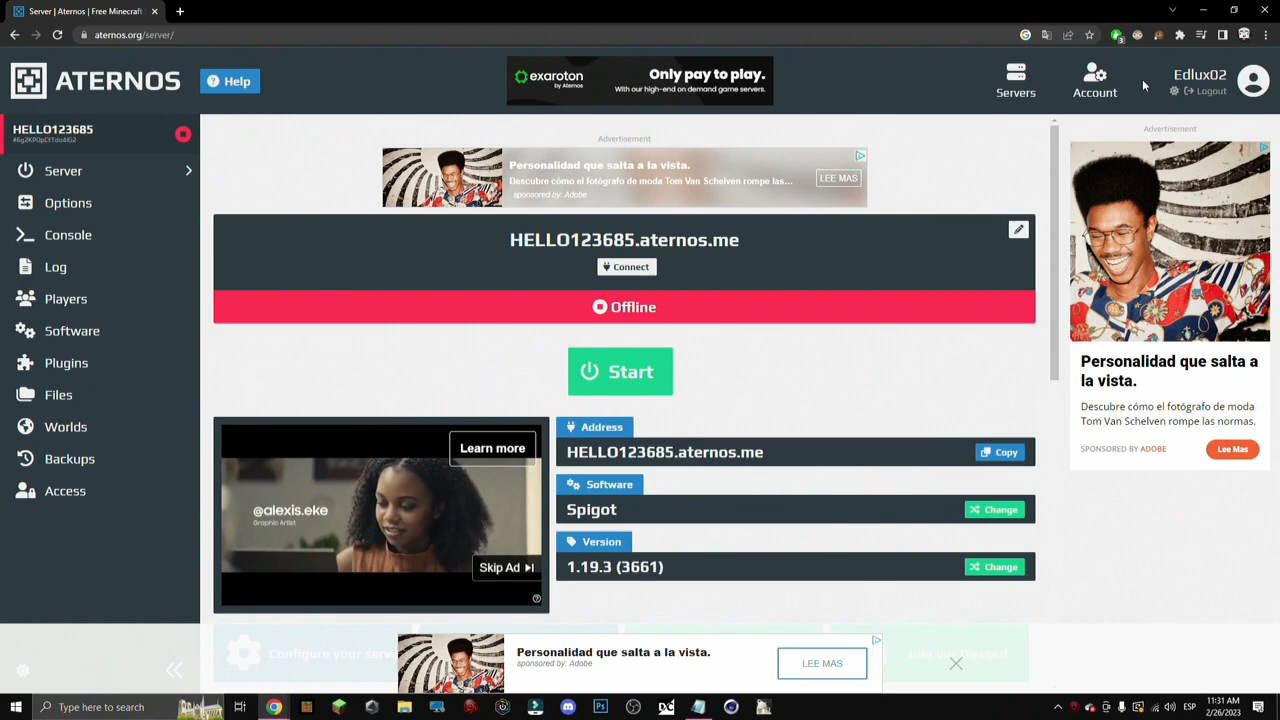 Server | Aternos | Free Minecraft
aternos.org/server/
ATERNOS
Help
exaroton
by Aternos
Only pay to play.
With our high-end on demand game servers.
Servers
Account
Edlux02
Logout
HELLO123685
Server
Options
Console
Log
Players
Software
Plugins
Files
Worlds
Backups
Access
Advertisement
Personalidad que salta a la vista.
Descubre cómo el fotógrafo de moda Tom Van Schelven rompe las...
sponsored by: Adobe
LEE MAS
HELLO123685.aternos.me
Connect
Offline
Start
Learn more
@alexis.eke
Graphic Artist
Skip Ad
Address
HELLO123685.aternos.me
Copy
Software
Spigot
Change
Version
1.19.3 (3661)
Change
Advertisement
Personalidad que salta a
la vista.
Descubre cómo el fotógrafo de moda
Tom Van Schelven rompe las normas.
SPONSORED BY ADOBE
Lee Mas
Configure your serve
Personalidad que salta a la vista.
sponsored by: Adobe
LEE MAS
Join our Discord
Type here to search
ESP
11:31 AM
2/26/2023